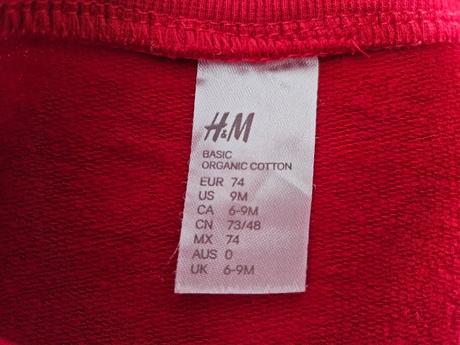 H&M
BASIC
ORGANIC COTTON
EUR 74
US 9M
CA 6-9M
CN 73/48
MX 74
AUS 0
UK 6-9M